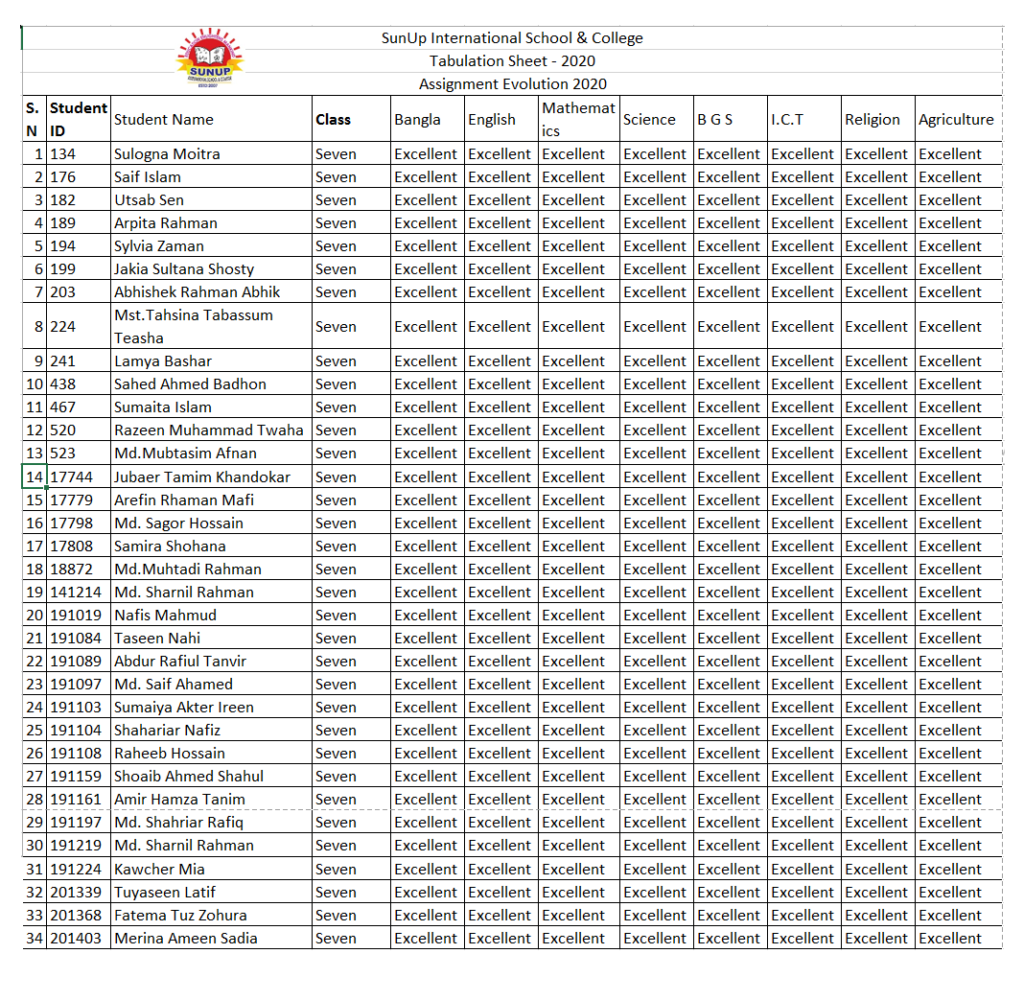 SunUp International School & College
SUNUP
Tabulation Sheet - 2020
Assignment Evolution 2020
S. N Student ID Student Name Class Bangla English Mathematics Science B G S I.C.T Religion Agriculture
1 134 Sulogna Moitra Seven Excellent Excellent Excellent Excellent Excellent Excellent Excellent Excellent
2 176 Saif Islam Seven Excellent Excellent Excellent Excellent Excellent Excellent Excellent Excellent
3 182 Utsab Sen Seven Excellent Excellent Excellent Excellent Excellent Excellent Excellent Excellent
4 189 Arpita Rahman Seven Excellent Excellent Excellent Excellent Excellent Excellent Excellent Excellent
5 194 Sylvia Zaman Seven Excellent Excellent Excellent Excellent Excellent Excellent Excellent Excellent
6 199 Jakia Sultana Shosty Seven Excellent Excellent Excellent Excellent Excellent Excellent Excellent Excellent
7 203 Abhishek Rahman Abhik Seven Excellent Excellent Excellent Excellent Excellent Excellent Excellent Excellent
8 224 Mst.Tahsina Tabassum Teasha Seven Excellent Excellent Excellent Excellent Excellent Excellent Excellent Excellent
9 241 Lamya Bashar Seven Excellent Excellent Excellent Excellent Excellent Excellent Excellent Excellent
10 438 Sahed Ahmed Badhon Seven Excellent Excellent Excellent Excellent Excellent Excellent Excellent Excellent
11 467 Sumaita Islam Seven Excellent Excellent Excellent Excellent Excellent Excellent Excellent Excellent
12 520 Razeen Muhammad Twaha Seven Excellent Excellent Excellent Excellent Excellent Excellent Excellent Excellent
13 523 Md.Mubtasim Afnan Seven Excellent Excellent Excellent Excellent Excellent Excellent Excellent Excellent
14 17744 Jubaer Tamim Khandokar Seven Excellent Excellent Excellent Excellent Excellent Excellent Excellent Excellent
15 17779 Arefin Rhaman Mafi Seven Excellent Excellent Excellent Excellent Excellent Excellent Excellent Excellent
16 17798 Md. Sagor Hossain Seven Excellent Excellent Excellent Excellent Excellent Excellent Excellent Excellent
17 17808 Samira Shohana Seven Excellent Excellent Excellent Excellent Excellent Excellent Excellent Excellent
18 18872 Md.Muhtadi Rahman Seven Excellent Excellent Excellent Excellent Excellent Excellent Excellent Excellent
19 141214 Md. Sharnil Rahman Seven Excellent Excellent Excellent Excellent Excellent Excellent Excellent Excellent
20 191019 Nafis Mahmud Seven Excellent Excellent Excellent Excellent Excellent Excellent Excellent Excellent
21 191084 Taseen Nahi Seven Excellent Excellent Excellent Excellent Excellent Excellent Excellent Excellent
22 191089 Abdur Rafiul Tanvir Seven Excellent Excellent Excellent Excellent Excellent Excellent Excellent Excellent
23 191097 Md. Saif Ahamed Seven Excellent Excellent Excellent Excellent Excellent Excellent Excellent Excellent
24 191103 Sumaiya Akter Ireen Seven Excellent Excellent Excellent Excellent Excellent Excellent Excellent Excellent
25 191104 Shahariar Nafiz Seven Excellent Excellent Excellent Excellent Excellent Excellent Excellent Excellent
26 191108 Raheeb Hossain Seven Excellent Excellent Excellent Excellent Excellent Excellent Excellent Excellent
27 191159 Shoaib Ahmed Shahul Seven Excellent Excellent Excellent Excellent Excellent Excellent Excellent Excellent
28 191161 Amir Hamza Tanim Seven Excellent Excellent Excellent Excellent Excellent Excellent Excellent Excellent
29 191197 Md. Shahriar Rafiq Seven Excellent Excellent Excellent Excellent Excellent Excellent Excellent Excellent
30 191219 Md. Sharnil Rahman Seven Excellent Excellent Excellent Excellent Excellent Excellent Excellent Excellent
31 191224 Kawcher Mia Seven Excellent Excellent Excellent Excellent Excellent Excellent Excellent Excellent
32 201339 Tuyaseen Latif Seven Excellent Excellent Excellent Excellent Excellent Excellent Excellent Excellent
33 201368 Fatema Tuz Zohura Seven Excellent Excellent Excellent Excellent Excellent Excellent Excellent Excellent
34 201403 Merina Ameen Sadia Seven Excellent Excellent Excellent Excellent Excellent Excellent Excellent Excellent